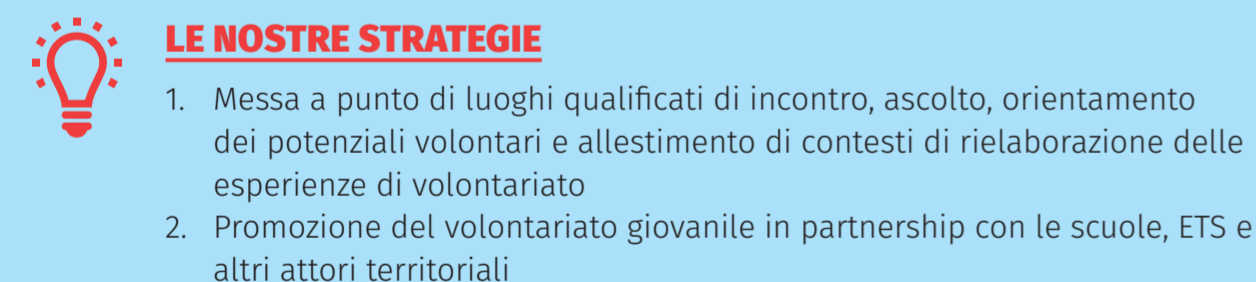 LE NOSTRE STRATEGIE
1. Messa a punto di luoghi qualificati di incontro, ascolto, orientamento
dei potenziali volontari e allestimento di contesti di rielaborazione delle
esperienze di volontariato
2. Promozione del volontariato giovanile in partnership con le scuole, ETS e
altri attori territoriali